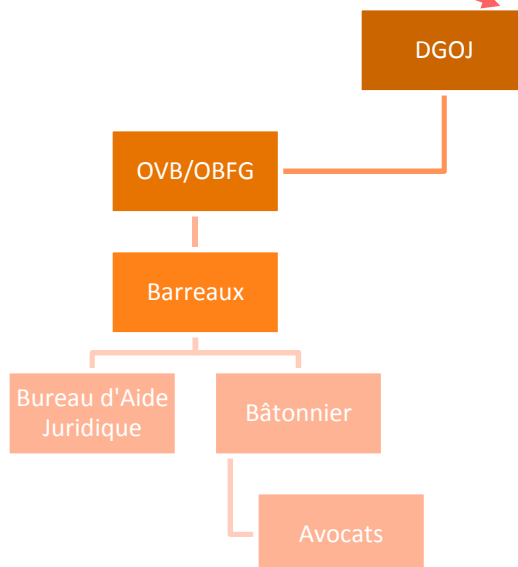 DGOJ
OVB/OBFG
Barreaux
Bureau d'Aide
Juridique
Bâtonnier
Avocats